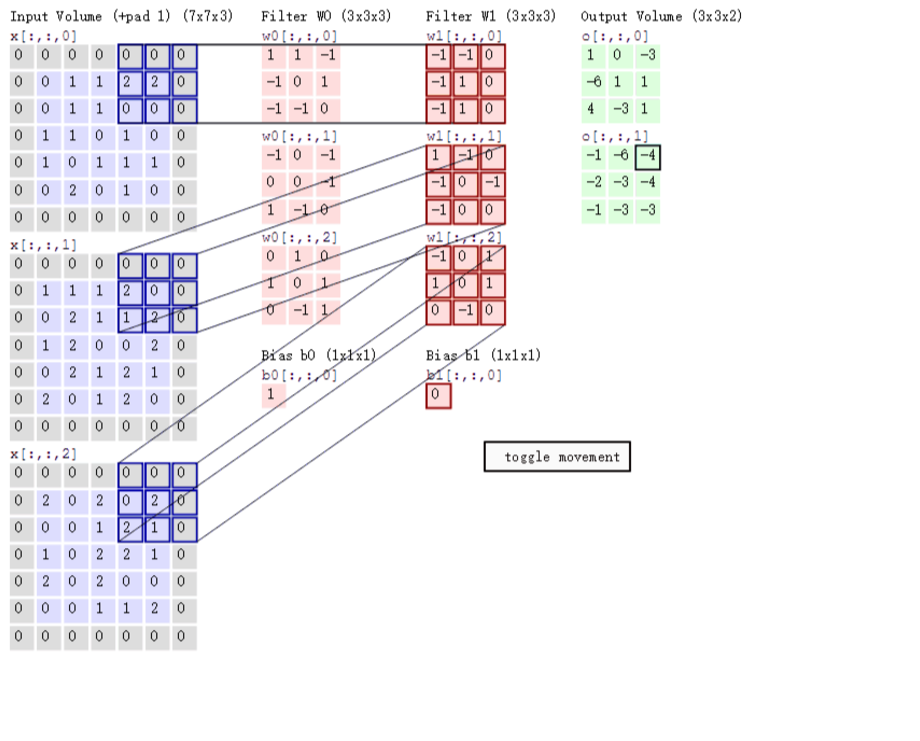 Input Volume (+pad 1) (7x7x3)
x[:,:,0]
0 0 0 0 0 0 0
0 0 1 1 2 2 0
0 0 1 1 0 0 0
0 1 1 0 1 0 0
0 1 0 1 1 1 0
0 0 2 0 1 0 0
0 0 0 0 0 0 0
x[:,:,1]
0 0 0 0 0 0 0
0 1 1 1 2 0 0
0 0 2 1 1 2 0
0 1 2 0 0 2 0
0 0 2 1 2 1 0
0 2 0 1 2 0 0
0 0 0 0 0 0 0
x[:,:,2]
0 0 0 0 0 0 0
0 2 0 2 0 2 0
0 0 0 1 2 1 0
0 1 0 2 2 1 0
0 2 0 2 0 0 0
0 0 0 1 1 2 0
0 0 0 0 0 0 0
Filter W0 (3x3x3)
w0[:,:,0]
1 1 -1
-1 0 1
-1 -1 0
w0[:,:,1]
-1 0 -1
0 0 -1
1 -1 0
w0[:,:,2]
0 1 0
1 0 1
0 -1 1
Bias b0 (1x1x1)
b0[:,:,0]
1
Filter W1 (3x3x3)
w1[:,:,0]
-1 -1 0
-1 1 0
-1 1 0
w1[:,:,1]
1 -1 0
-1 0 -1
-1 0 0
w1[:,:,2]
-1 0 1
1 0 1
0 -1 0
Bias b1 (1x1x1)
b1[:,:,0]
0
Output Volume (3x3x2)
o[:,:,0]
1 0 -3
-6 1 1
4 -3 1
o[:,:,1]
-1 -6 -4
-2 -3 -4
-1 -3 -3
toggle movement